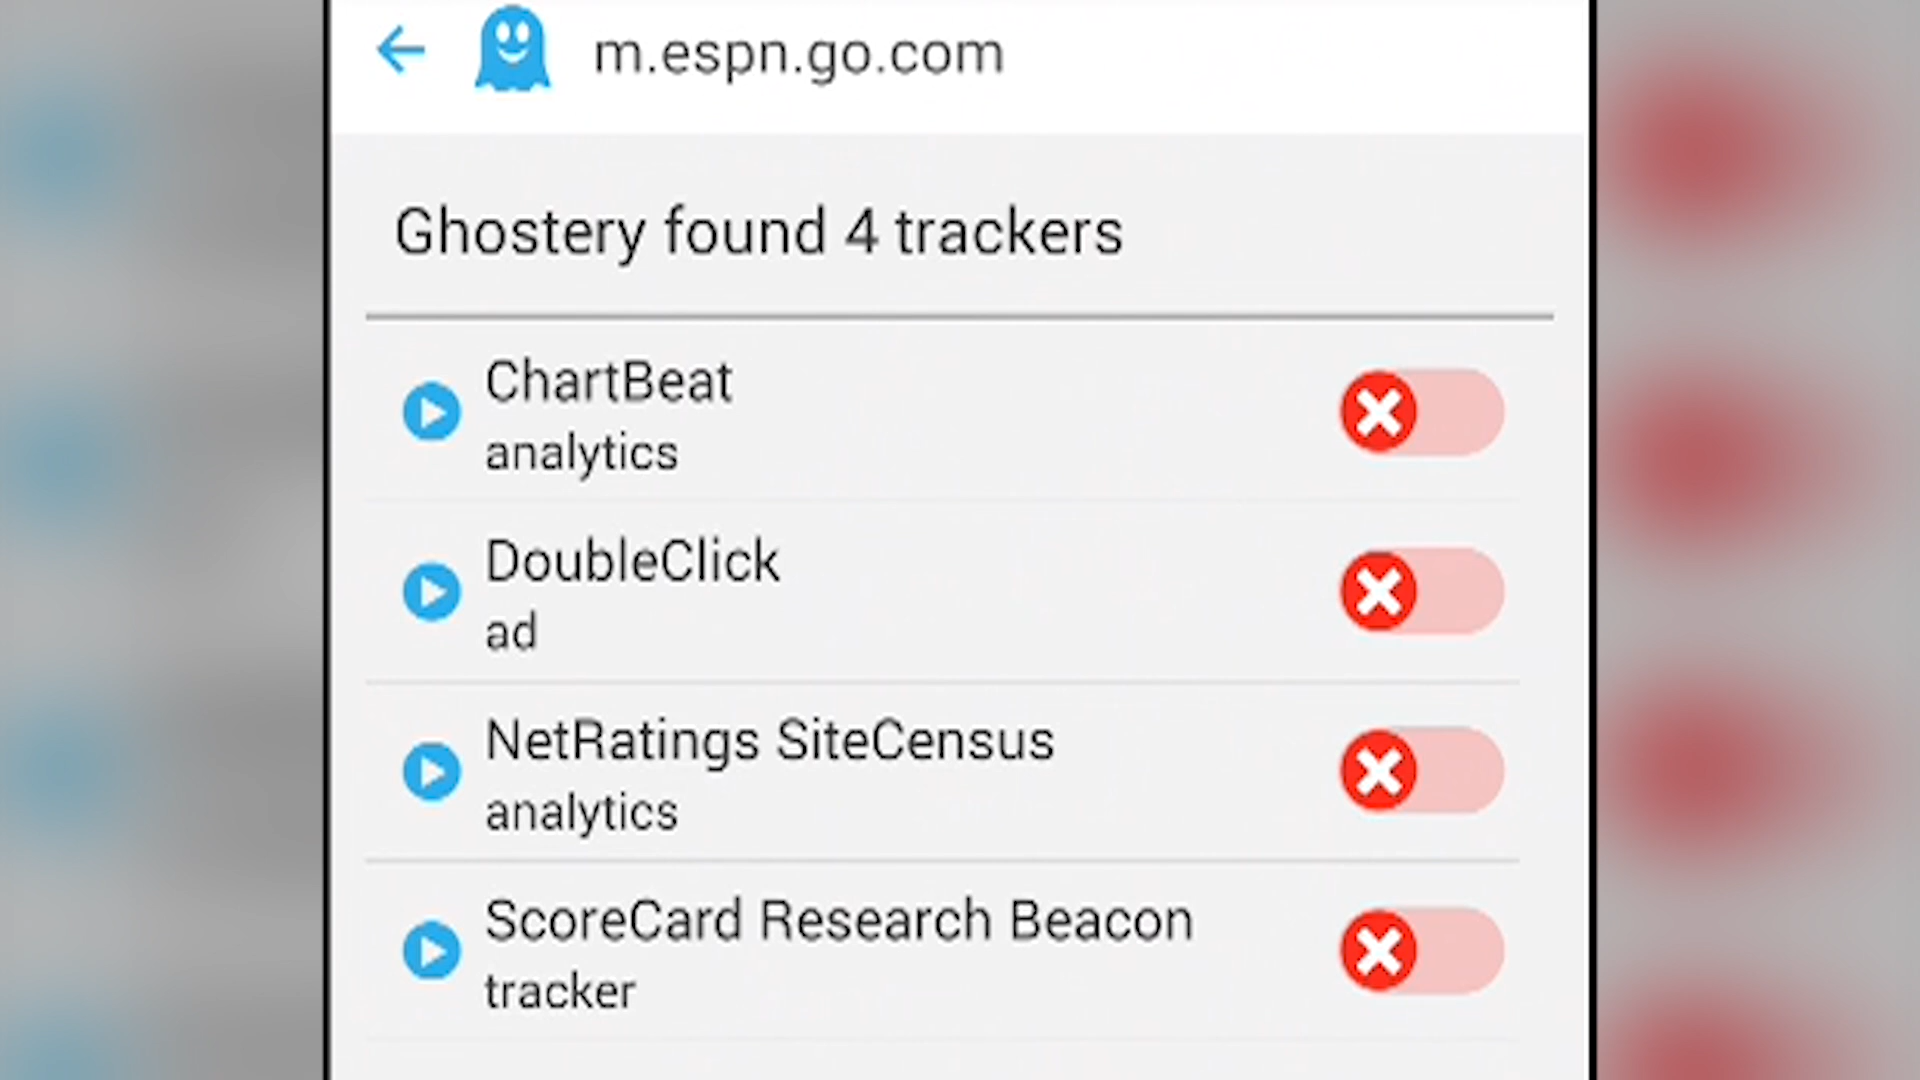 m.espn.go.com
Ghostery found 4 trackers
ChartBeat
analytics
DoubleClick
ad
NetRatings SiteCensus
analytics
ScoreCard Research Beacon
tracker